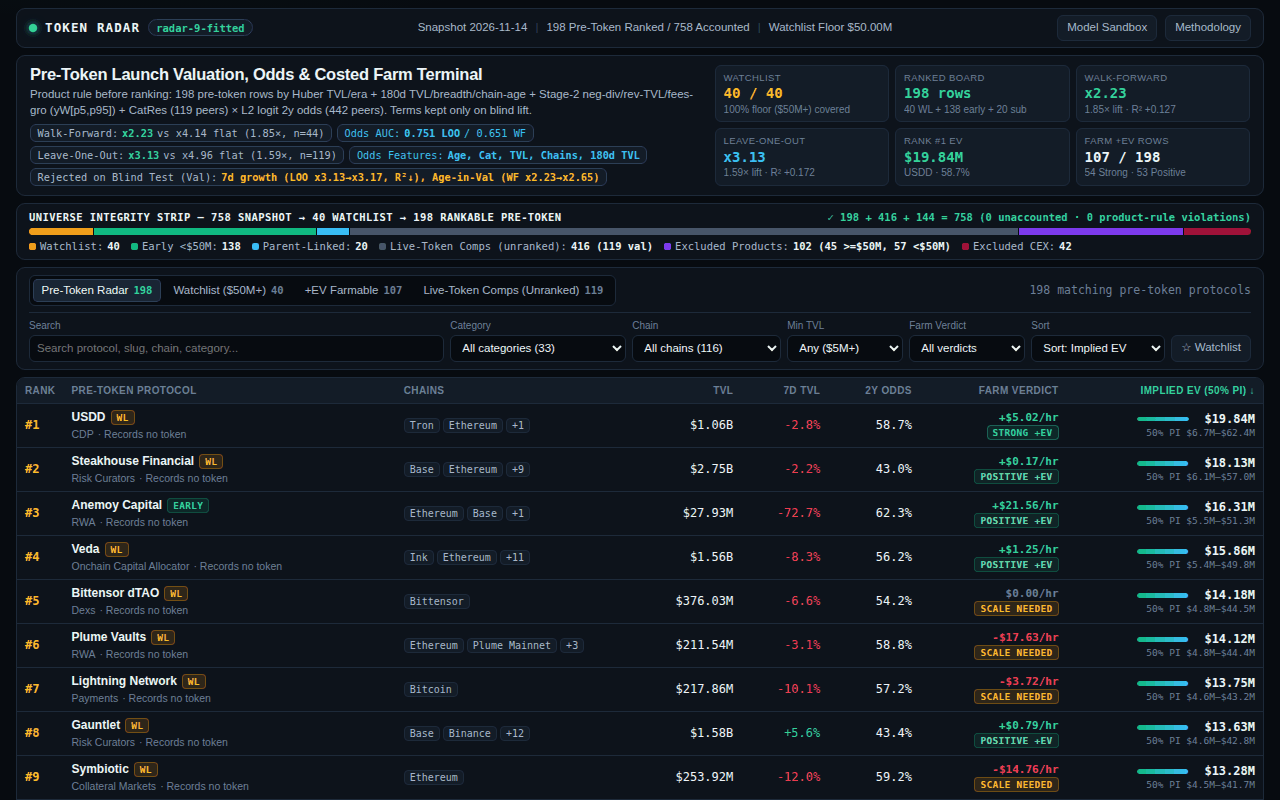 TOKEN RADAR radar-9-fitted Snapshot 2026-11-14 | 198 Pre-Token Ranked / 758 Accounted | Watchlist Floor $50.00M Model Sandbox Methodology
Pre-Token Launch Valuation, Odds & Costed Farm Terminal
Product rule before ranking: 198 pre-token rows by Huber TVL/era + 180d TVL/breadth/chain-age + Stage-2 neg-div/rev-TVL/fees-
gro (yW[p5,p95]) + CatRes (119 peers) × L2 logit 2y odds (442 peers). Terms kept only on blind lift.
Walk-Forward: x2.23 vs x4.14 flat (1.85×, n=44) Odds AUC: 0.751 LOO / 0.651 WF
Leave-One-Out: x3.13 vs x4.96 flat (1.59×, n=119) Odds Features: Age, Cat, TVL, Chains, 180d TVL
Rejected on Blind Test (Val): 7d growth (LOO x3.13→x3.17, R²↓), Age-in-Val (WF x2.23→x2.65)
WATCHLIST
40 / 40
100% floor ($50M+) covered
RANKED BOARD
198 rows
40 WL + 138 early + 20 sub
WALK-FORWARD
x2.23
1.85× lift · R² +0.127
LEAVE-ONE-OUT
x3.13
1.59× lift · R² +0.172
RANK #1 EV
$19.84M
USDD · 58.7%
FARM +EV ROWS
107 / 198
54 Strong · 53 Positive
UNIVERSE INTEGRITY STRIP — 758 SNAPSHOT → 40 WATCHLIST → 198 RANKABLE PRE-TOKEN ✓ 198 + 416 + 144 = 758 (0 unaccounted · 0 product-rule violations)
Watchlist: 40 Early <$50M: 138 Parent-Linked: 20 Live-Token Comps (unranked): 416 (119 val) Excluded Products: 102 (45 >=$50M, 57 <$50M) Excluded CEX: 42
Pre-Token Radar 198 Watchlist ($50M+) 40 +EV Farmable 107 Live-Token Comps (Unranked) 119 198 matching pre-token protocols
Search Category Chain Min TVL Farm Verdict Sort
Search protocol, slug, chain, category... All categories (33) All chains (116) Any ($5M+) All verdicts Sort: Implied EV ☆ Watchlist
RANK PRE-TOKEN PROTOCOL CHAINS TVL 7D TVL 2Y ODDS FARM VERDICT IMPLIED EV (50% PI) ↓
#1 USDD WL Tron Ethereum +1 $1.06B -2.8% 58.7% +$5.02/hr $19.84M
CDP · Records no token STRONG +EV 50% PI $6.7M–$62.4M
#2 Steakhouse Financial WL Base Ethereum +9 $2.75B -2.2% 43.0% +$0.17/hr $18.13M
Risk Curators · Records no token POSITIVE +EV 50% PI $6.1M–$57.0M
#3 Anemoy Capital EARLY Ethereum Base +1 $27.93M -72.7% 62.3% +$21.56/hr $16.31M
RWA · Records no token POSITIVE +EV 50% PI $5.5M–$51.3M
#4 Veda WL Ink Ethereum +11 $1.56B -8.3% 56.2% +$1.25/hr $15.86M
Onchain Capital Allocator · Records no token POSITIVE +EV 50% PI $5.4M–$49.8M
#5 Bittensor dTAO WL Bittensor $376.03M -6.6% 54.2% $0.00/hr $14.18M
Dexs · Records no token SCALE NEEDED 50% PI $4.8M–$44.5M
#6 Plume Vaults WL Ethereum Plume Mainnet +3 $211.54M -3.1% 58.8% -$17.63/hr $14.12M
RWA · Records no token SCALE NEEDED 50% PI $4.8M–$44.4M
#7 Lightning Network WL Bitcoin $217.86M -10.1% 57.2% -$3.72/hr $13.75M
Payments · Records no token SCALE NEEDED 50% PI $4.6M–$43.2M
#8 Gauntlet WL Base Binance +12 $1.58B +5.6% 43.4% +$0.79/hr $13.63M
Risk Curators · Records no token POSITIVE +EV 50% PI $4.6M–$42.8M
#9 Symbiotic WL Ethereum $253.92M -12.0% 59.2% -$14.76/hr $13.28M
Collateral Markets · Records no token SCALE NEEDED 50% PI $4.5M–$41.7M